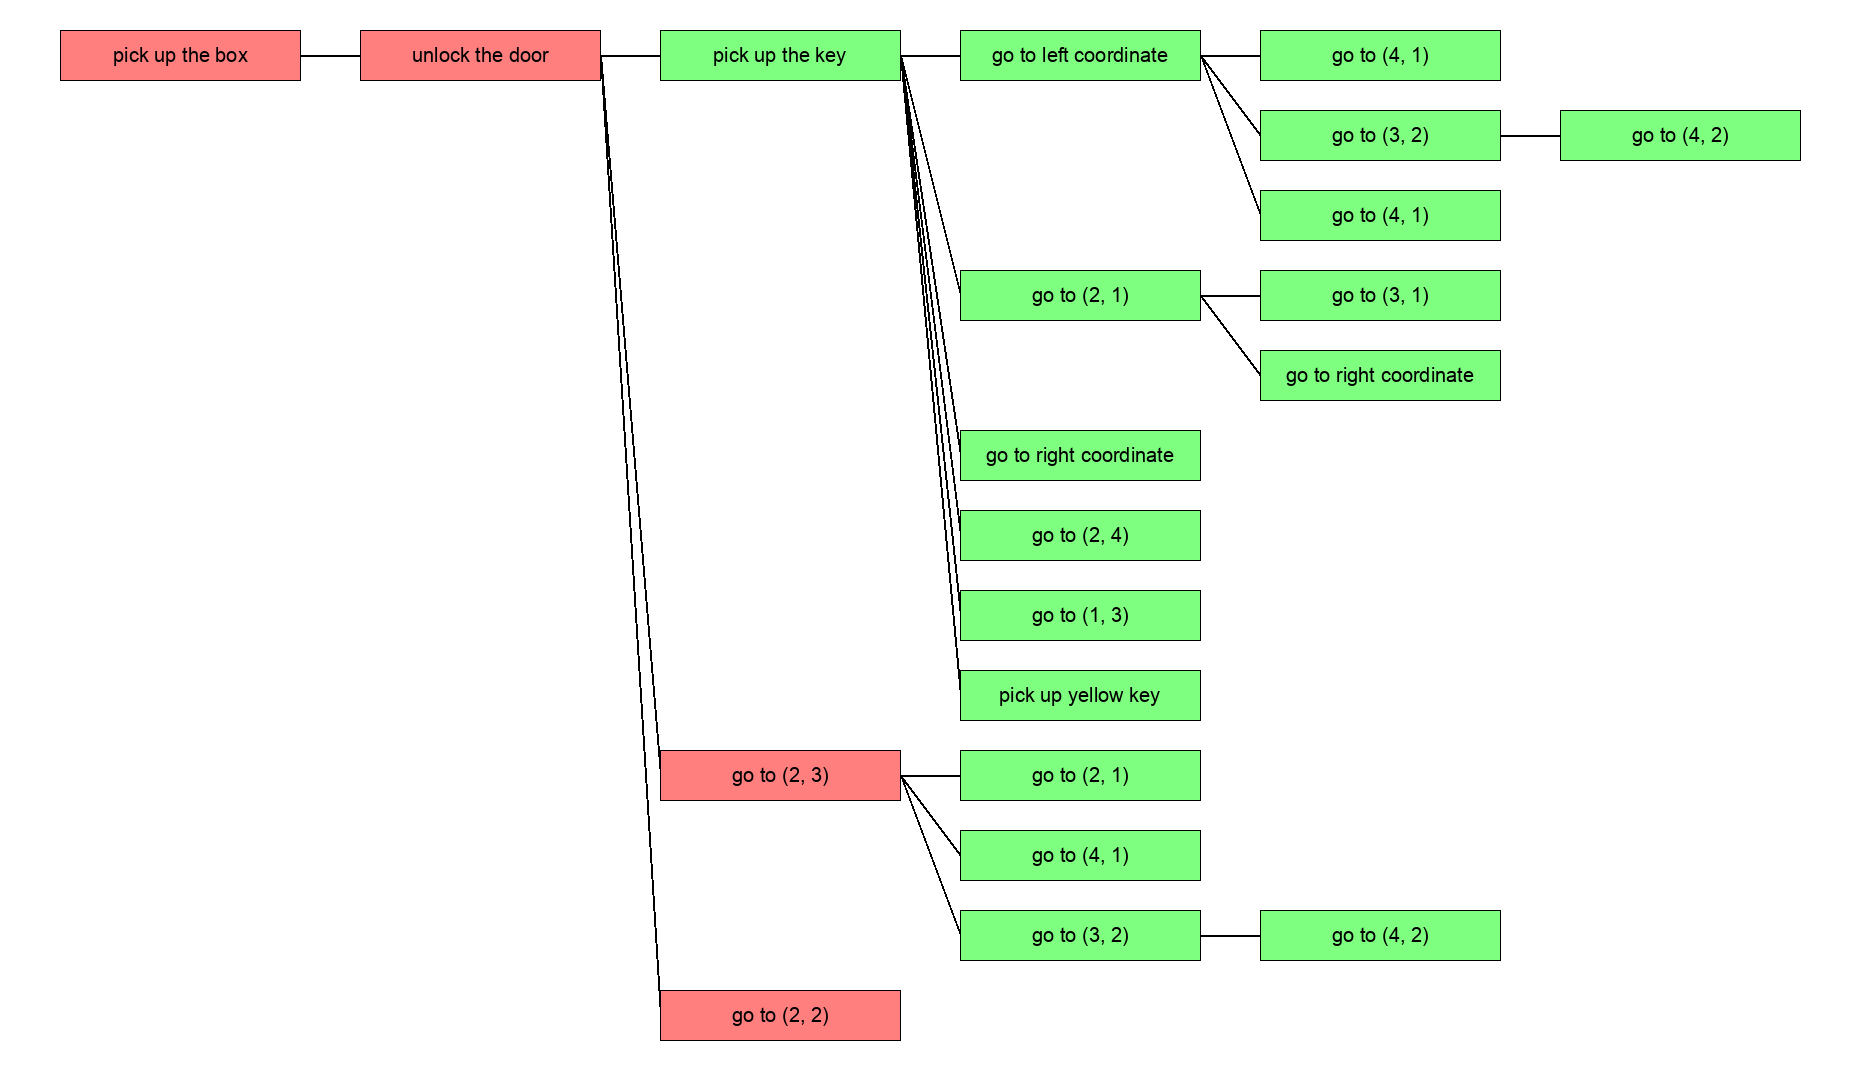 pick up the box
unlock the door
pick up the key
go to left coordinate
go to (4, 1)
go to (3, 2)
go to (4, 2)
go to (4, 1)
go to (2, 1)
go to (3, 1)
go to right coordinate
go to right coordinate
go to (2, 4)
go to (1, 3)
pick up yellow key
go to (2, 3)
go to (2, 1)
go to (4, 1)
go to (3, 2)
go to (4, 2)
go to (2, 2)